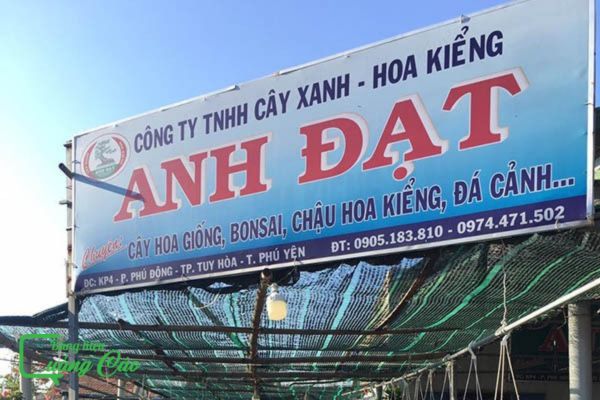 CÔNG TY TNHH CÂY XANH - HOA KIỂNG
ANH ĐẠT
Chuyên: CÂY HOA GIỐNG, BONSAI, CHẬU HOA KIỂNG, ĐÁ CẢNH...
ĐC: KP4 - P. PHÚ ĐÔNG - TP. TUY HÒA - T. PHÚ YÊN ĐT: 0905.183.810 - 0974.471.502
Quảng Cáo